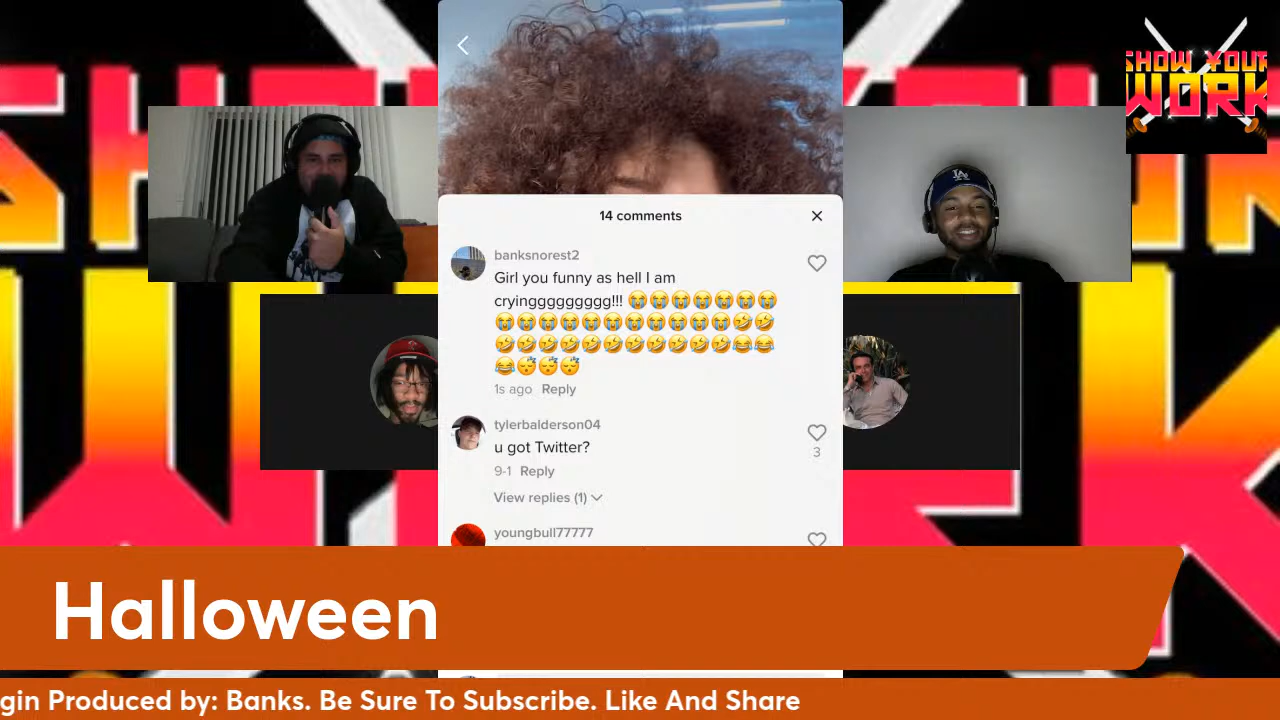 SHOW YOUR
WORK
LA
14 comments
banksnorest2
Girl you funny as hell I am
cryinggggggggg!!! 😭😭😭😭😭😭😭
😭😭😭😭😭😭😭😭😭😭😭🤣🤣
🤣🤣🤣🤣🤣🤣🤣🤣🤣🤣🤣😂😂
😂😴😴😴
1s ago Reply
tylerbalderson04
u got Twitter?
3
9-1 Reply
View replies (1)
youngbull77777
Halloween
gin Produced by: Banks. Be Sure To Subscribe. Like And Share